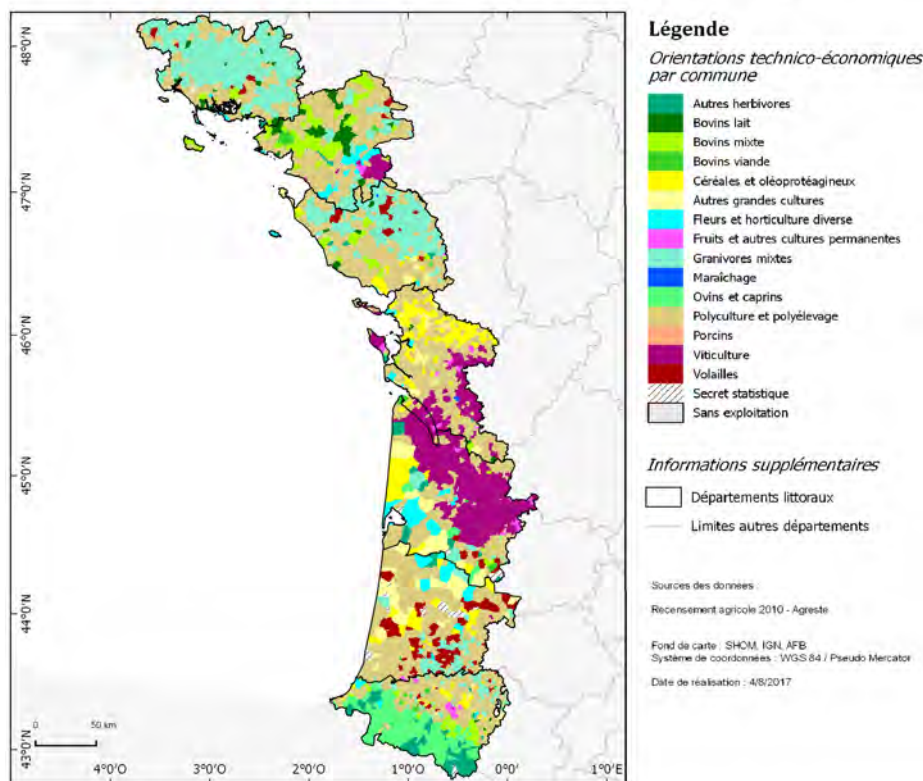 48°0'N
47°0'N
46°0'N
45°0'N
44°0'N
43°0'N
0 50 km
4°0'O
3°0'O
2°0'O
1°0'O
0°0'
1°0'E
Légende
Orientations technico-économiques
par commune
Autres herbivores
Bovins lait
Bovins mixte
Bovins viande
Céréales et oléoprotéagineux
Autres grandes cultures
Fleurs et horticulture diverse
Fruits et autres cultures permanentes
Granivores mixtes
Maraîchage
Ovins et caprins
Polyculture et polyélevage
Porcins
Viticulture
Volailles
Secret statistique
Sans exploitation
Informations supplémentaires
Départements littoraux
Limites autres départements
Sources des données :
Recensement agricole 2010 - Agreste
Fond de carte : SHOM, IGN, AFB
Système de coordonnées : WGS 84 / Pseudo Mercator
Date de réalisation : 4/8/2017